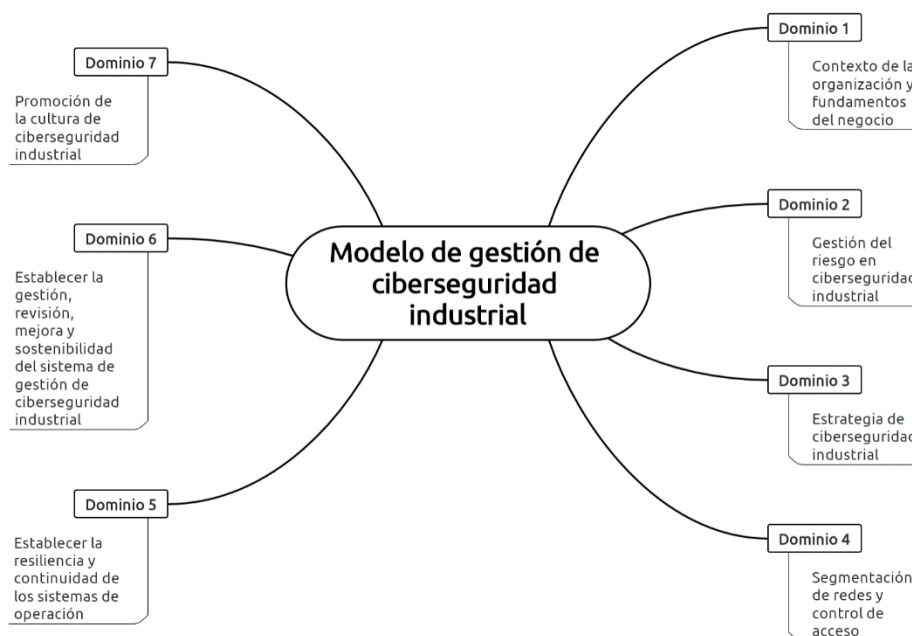 Modelo de gestión de
ciberseguridad
industrial
Dominio 1
Contexto de la
organización y
fundamentos
del negocio
Dominio 2
Gestión del
riesgo en
ciberseguridad
industrial
Dominio 3
Estrategia de
ciberseguridad
industrial
Dominio 4
Segmentación
de redes y
control de
acceso
Dominio 5
Establecer la
resiliencia y
continuidad de
los sistemas de
operación
Dominio 6
Establecer la
gestión,
revisión,
mejora y
sostenibilidad
del sistema de
gestión de
ciberseguridad
industrial
Dominio 7
Promoción de
la cultura de
ciberseguridad
industrial